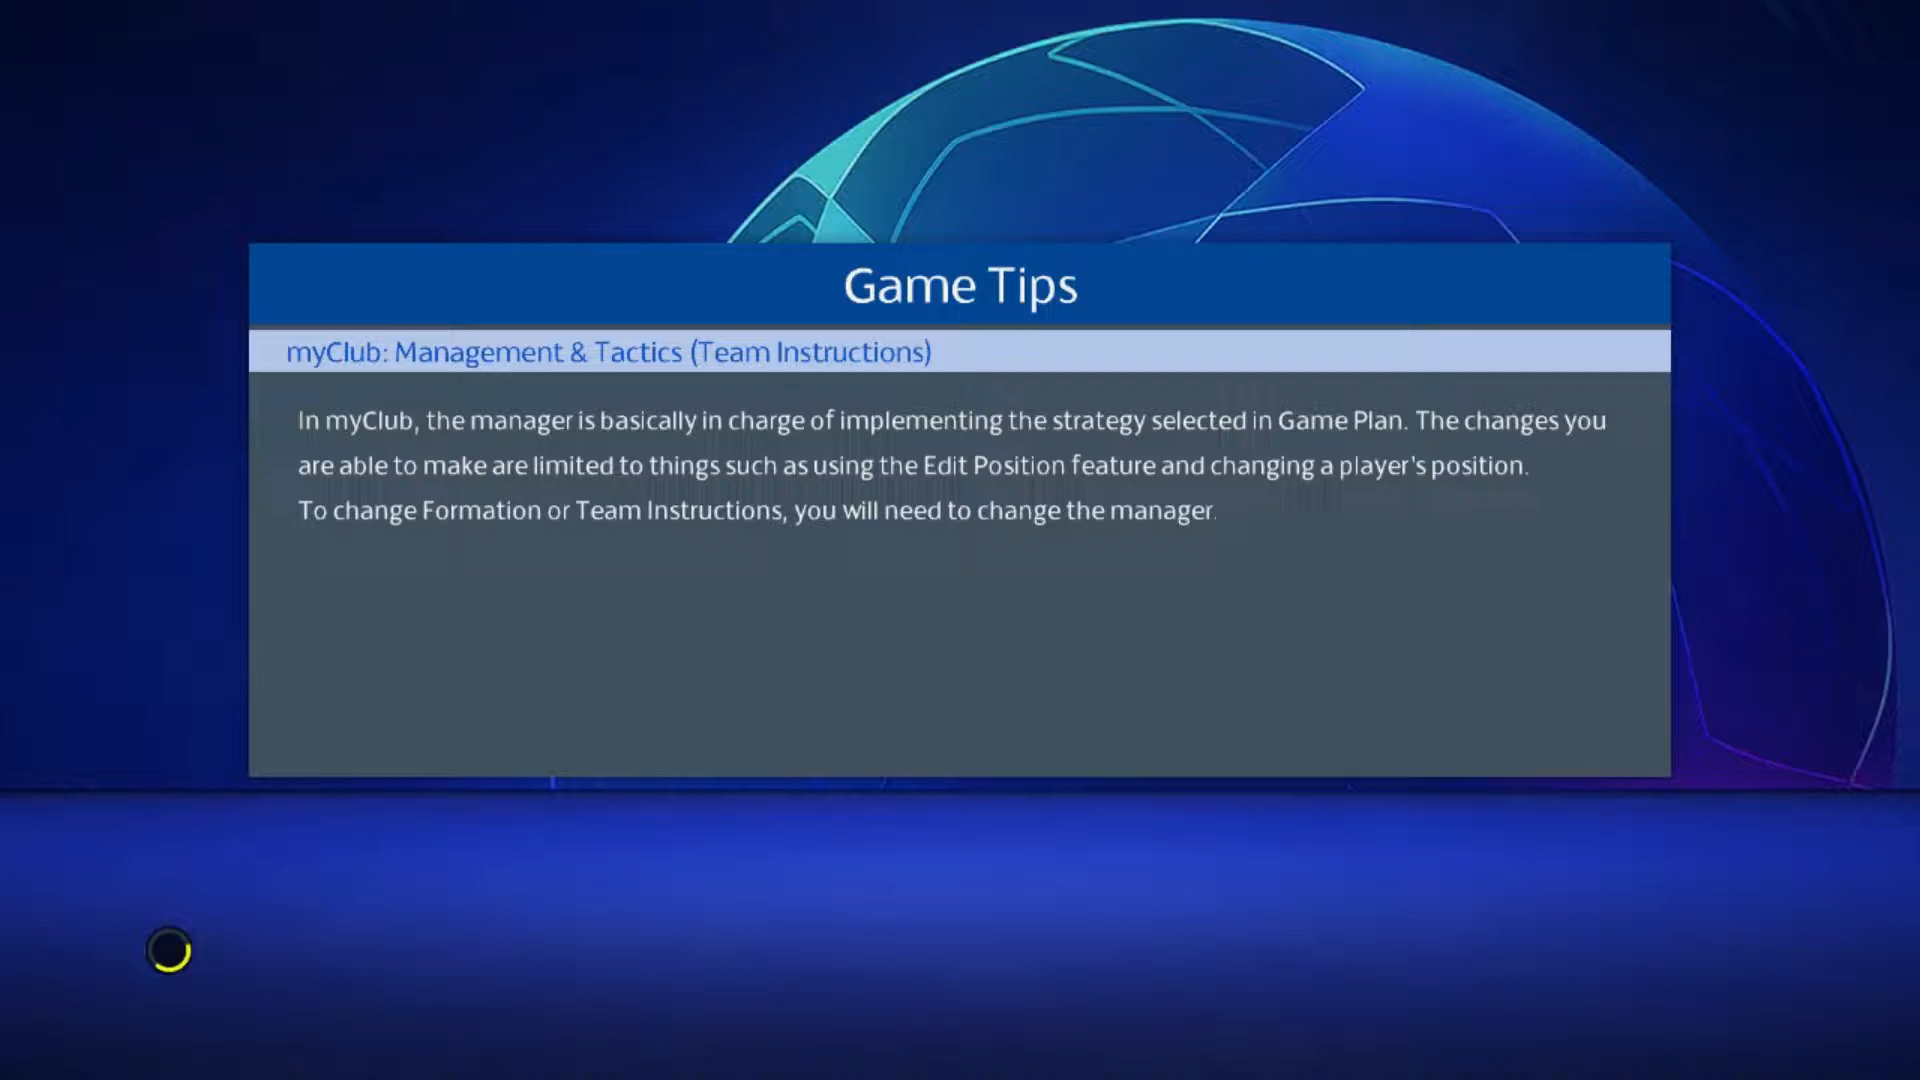 Game Tips
myClub: Management & Tactics (Team Instructions)
In myClub, the manager is basically in charge of implementing the strategy selected in Game Plan. The changes you
are able to make are limited to things such as using the Edit Position feature and changing a player's position.
To change Formation or Team Instructions, you will need to change the manager.